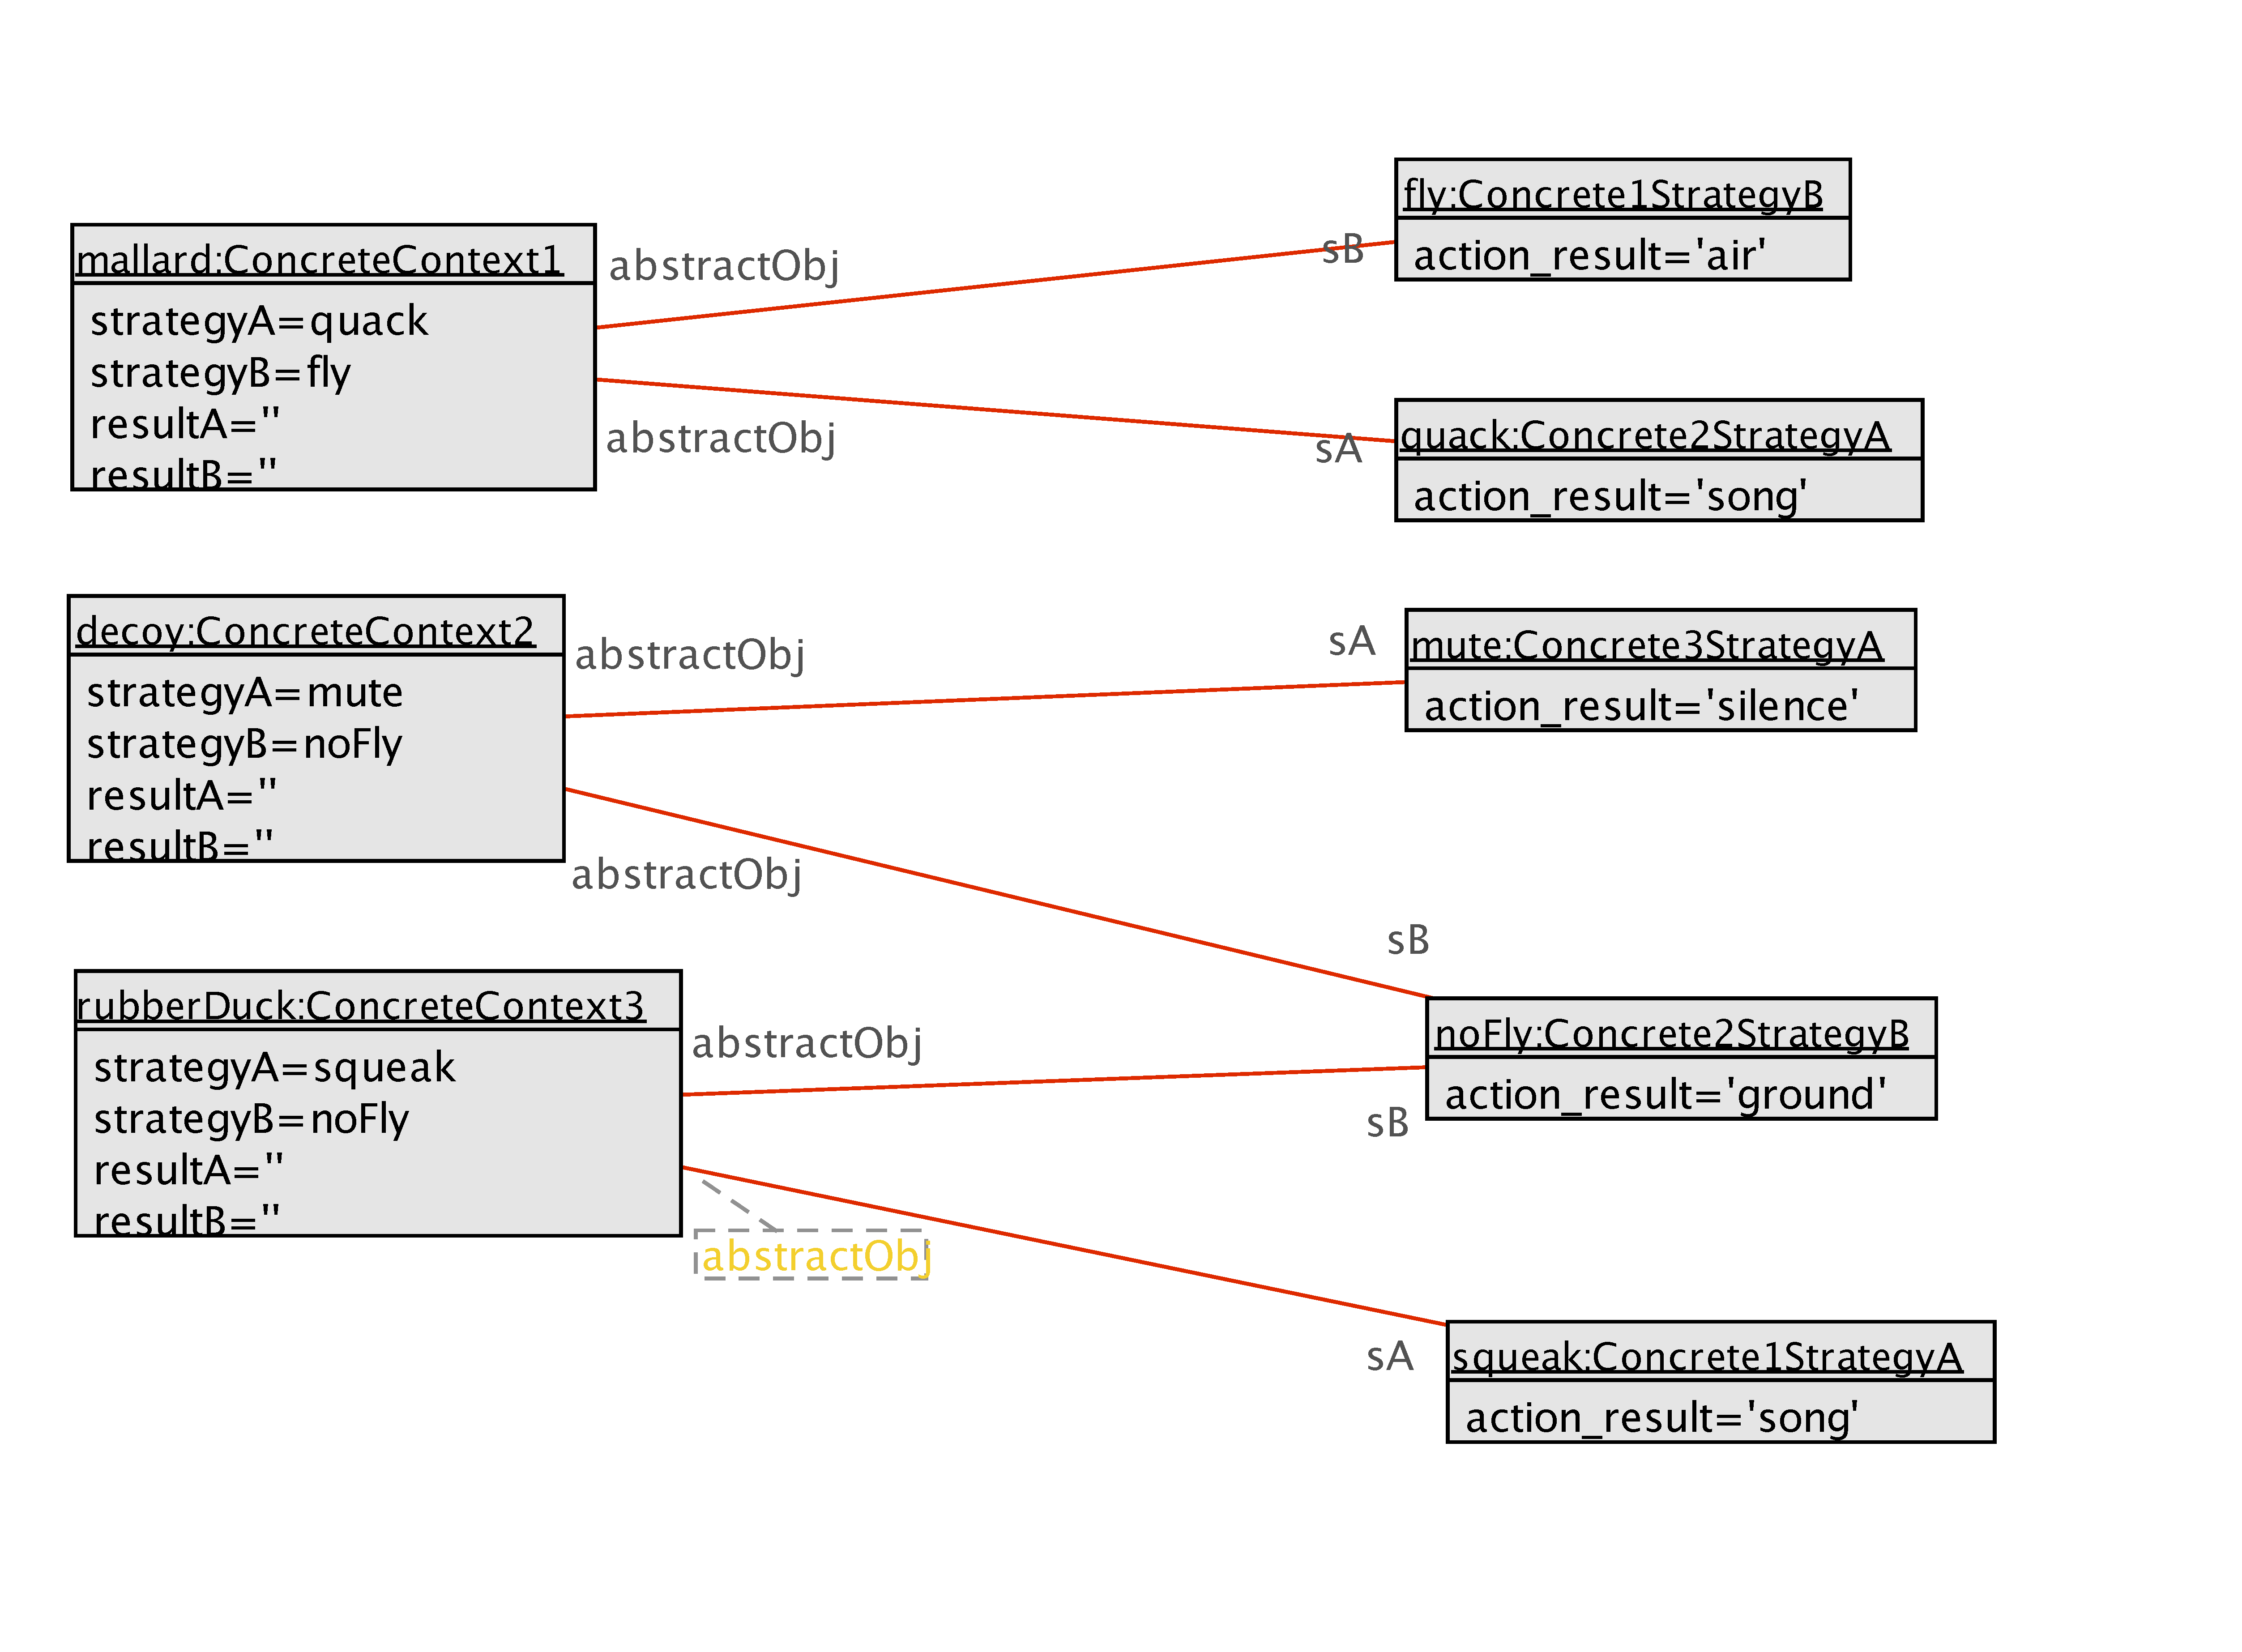 fly:Concrete1StrategyB
action_result='air'
mallard:ConcreteContext1
strategyA=quack
strategyB=fly
resultA=''
resultB=''
abstractObj
sB
abstractObj
sA
quack:Concrete2StrategyA
action_result='song'
decoy:ConcreteContext2
strategyA=mute
strategyB=noFly
resultA=''
resultB=''
abstractObj
sA
mute:Concrete3StrategyA
action_result='silence'
abstractObj
sB
rubberDuck:ConcreteContext3
strategyA=squeak
strategyB=noFly
resultA=''
resultB=''
abstractObj
sB
noFly:Concrete2StrategyB
action_result='ground'
abstractObj
sA
squeak:Concrete1StrategyA
action_result='song'